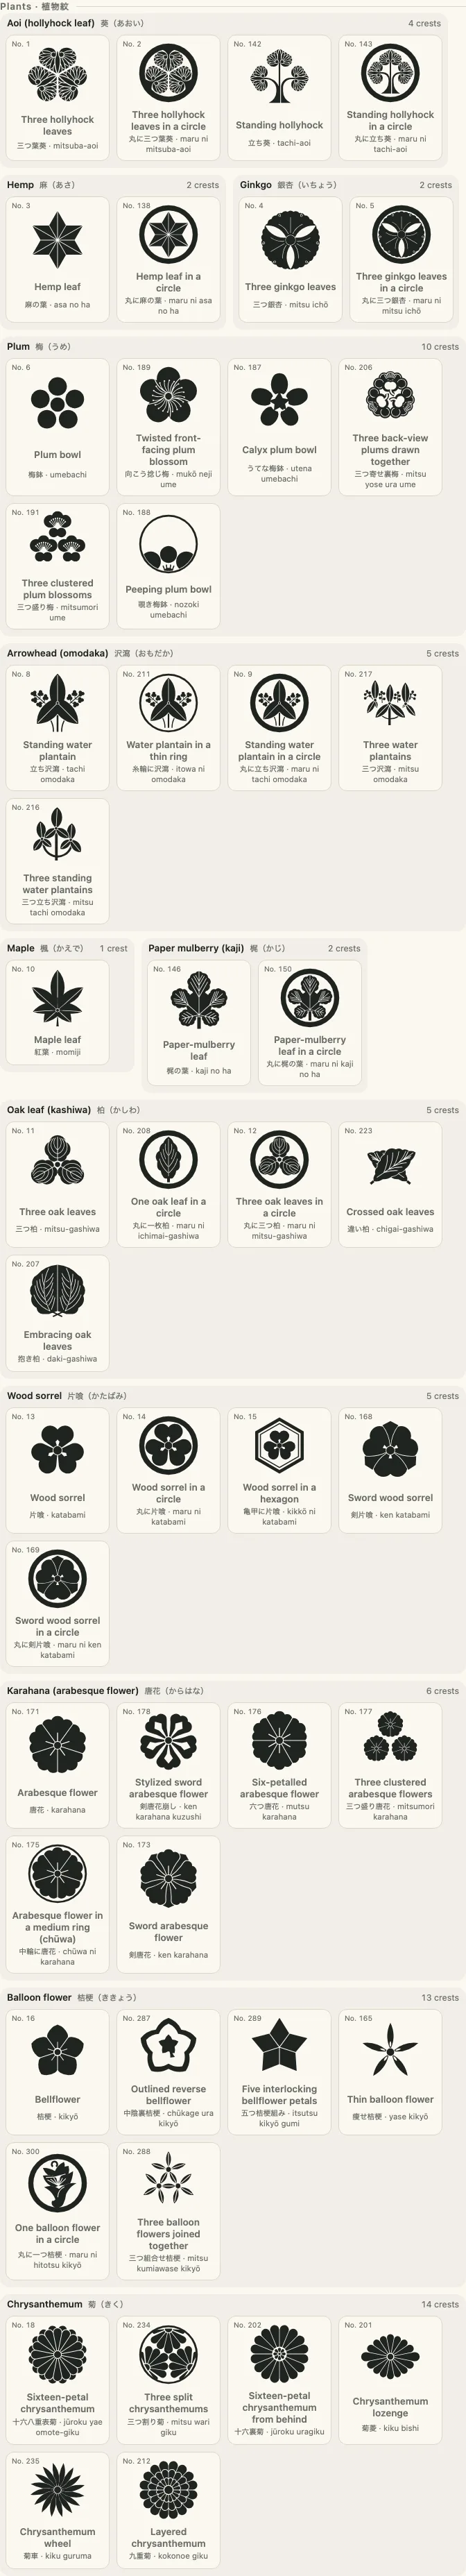 Plants · 植物紋
Aoi (hollyhock leaf) 葵（あおい） 4 crests
No. 1
Three hollyhock
leaves
三つ葉葵 · mitsuba-aoi
No. 2
Three hollyhock
leaves in a circle
丸に三つ葉葵 · maru ni
mitsuba-aoi
No. 142
Standing hollyhock
立ち葵 · tachi-aoi
No. 143
Standing hollyhock
in a circle
丸に立ち葵 · maru ni
tachi-aoi
Hemp 麻（あさ） 2 crests
No. 3
Hemp leaf
麻の葉 · asa no ha
No. 138
Hemp leaf in a
circle
丸に麻の葉 · maru ni asa
no ha
Ginkgo 銀杏（いちょう） 2 crests
No. 4
Three ginkgo leaves
三つ銀杏 · mitsu ichō
No. 5
Three ginkgo leaves
in a circle
丸に三つ銀杏 · maru ni
mitsu ichō
Plum 梅（うめ） 10 crests
No. 6
Plum bowl
梅鉢 · umebachi
No. 189
Twisted front-
facing plum
blossom
向こう捻じ梅 · mukō neji
ume
No. 187
Calyx plum bowl
うてな梅鉢 · utena
umebachi
No. 206
Three back-view
plums drawn
together
三つ寄せ裏梅 · mitsu
yose ura ume
No. 191
Three clustered
plum blossoms
三つ盛り梅 · mitsumori
ume
No. 188
Peeping plum bowl
覗き梅鉢 · nozoki
umebachi
Arrowhead (omodaka) 沢瀉（おもだか） 5 crests
No. 8
Standing water
plantain
立ち沢瀉 · tachi
omodaka
No. 211
Water plantain in a
thin ring
糸輪に沢瀉 · itowa ni
omodaka
No. 9
Standing water
plantain in a circle
丸に立ち沢瀉 · maru ni
tachi omodaka
No. 217
Three water
plantains
三つ沢瀉 · mitsu
omodaka
No. 216
Three standing
water plantains
三つ立ち沢瀉 · mitsu
tachi omodaka
Maple 楓（かえで） 1 crest
No. 10
Maple leaf
紅葉 · momiji
Paper mulberry (kaji) 梶（かじ） 2 crests
No. 146
Paper-mulberry
leaf
梶の葉 · kaji no ha
No. 150
Paper-mulberry
leaf in a circle
丸に梶の葉 · maru ni kaji
no ha
Oak leaf (kashiwa) 柏（かしわ） 5 crests
No. 11
Three oak leaves
三つ柏 · mitsu-gashiwa
No. 208
One oak leaf in a
circle
丸に一枚柏 · maru ni
ichimai-gashiwa
No. 12
Three oak leaves in
a circle
丸に三つ柏 · maru ni
mitsu-gashiwa
No. 223
Crossed oak leaves
違い柏 · chigai-gashiwa
No. 207
Embracing oak
leaves
抱き柏 · daki-gashiwa
Wood sorrel 片喰（かたばみ） 5 crests
No. 13
Wood sorrel
片喰 · katabami
No. 14
Wood sorrel in a
circle
丸に片喰 · maru ni
katabami
No. 15
Wood sorrel in a
hexagon
亀甲に片喰 · kikkō ni
katabami
No. 168
Sword wood sorrel
剣片喰 · ken katabami
No. 169
Sword wood sorrel
in a circle
丸に剣片喰 · maru ni ken
katabami
Karahana (arabesque flower) 唐花（からはな） 6 crests
No. 171
Arabesque flower
唐花 · karahana
No. 178
Stylized sword
arabesque flower
剣唐花崩し · ken
karahana kuzushi
No. 176
Six-petalled
arabesque flower
六つ唐花 · mutsu
karahana
No. 177
Three clustered
arabesque flowers
三つ盛り唐花 · mitsumori
karahana
No. 175
Arabesque flower in
a medium ring
(chūwa)
中輪に唐花 · chūwa ni
karahana
No. 173
Sword arabesque
flower
剣唐花 · ken karahana
Balloon flower 桔梗（ききょう） 13 crests
No. 16
Bellflower
桔梗 · kikyō
No. 287
Outlined reverse
bellflower
中陰裏桔梗 · chūkage ura
kikyō
No. 289
Five interlocking
bellflower petals
五つ桔梗組み · itsutsu
kikyō gumi
No. 165
Thin balloon flower
痩せ桔梗 · yase kikyō
No. 300
One balloon flower
in a circle
丸に一つ桔梗 · maru ni
hitotsu kikyō
No. 288
Three balloon
flowers joined
together
三つ組合せ桔梗 · mitsu
kumiawase kikyō
Chrysanthemum 菊（きく） 14 crests
No. 18
Sixteen-petal
chrysanthemum
十六八重表菊 · jūroku yae
omote-giku
No. 234
Three split
chrysanthemums
三つ割り菊 · mitsu wari
giku
No. 202
Sixteen-petal
chrysanthemum
from behind
十六裏菊 · jūroku uragiku
No. 201
Chrysanthemum
lozenge
菊菱 · kiku bishi
No. 235
Chrysanthemum
wheel
菊車 · kiku guruma
No. 212
Layered
chrysanthemum
九重菊 · kokonoe giku